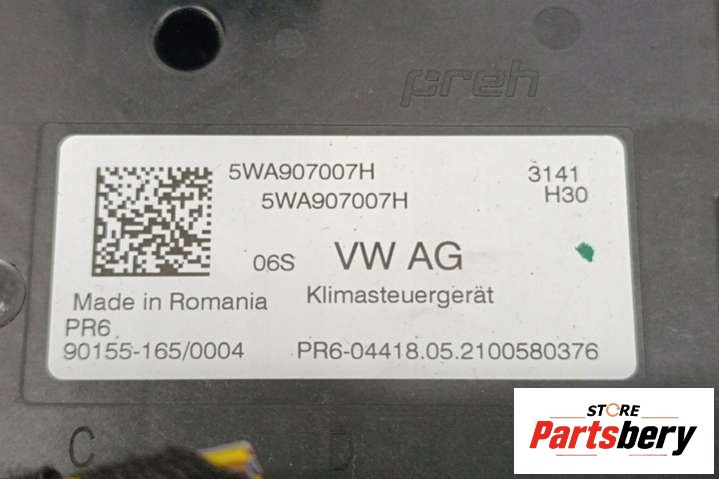 preh
5WA907007H 3141
5WA907007H H30
06S VW AG
Made in Romania Klimasteuergerät
PR6
90155-165/0004 PR6-04418.05.2100580376
C
STORE
Partsbery